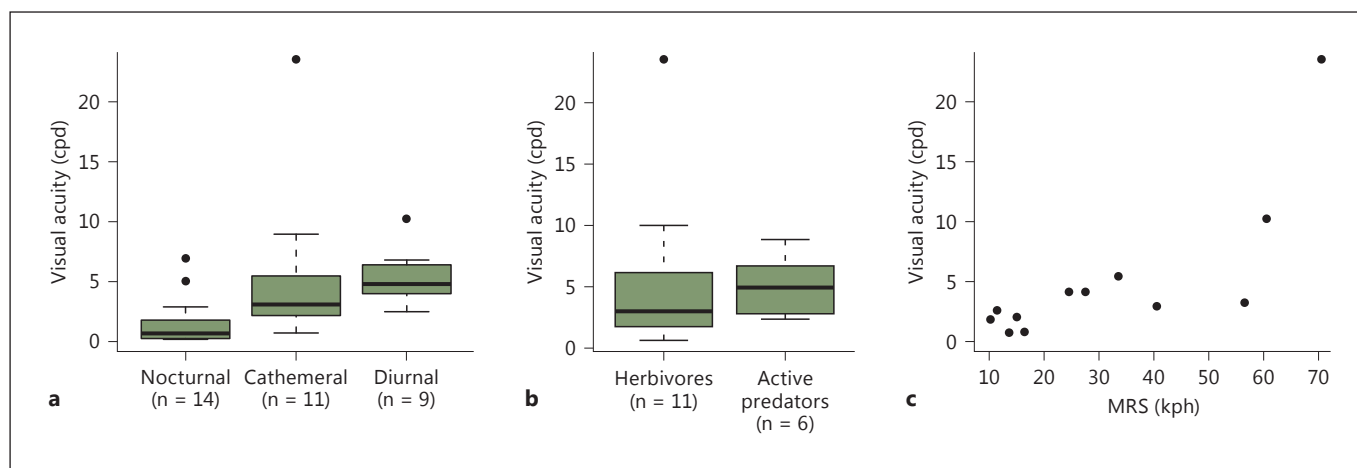 Visual acuity (cpd)
20
15
10
5
0
Nocturnal
(n = 14)
Cathemeral
(n = 11)
Diurnal
(n = 9)
a
Visual acuity (cpd)
20
15
10
5
0
Herbivores
(n = 11)
Active
predators
(n = 6)
b
Visual acuity (cpd)
20
15
10
5
0
10 20 30 40 50 60 70
MRS (kph)
c